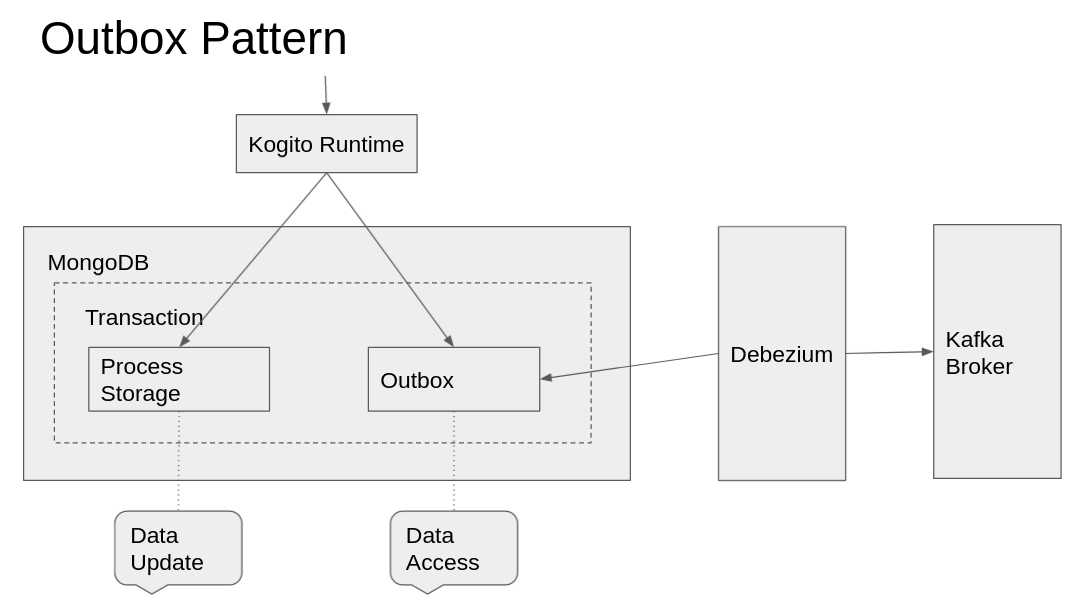 Outbox Pattern
Kogito Runtime
MongoDB
Transaction
Process
Storage
Outbox
Debezium
Kafka
Broker
Data
Update
Data
Access